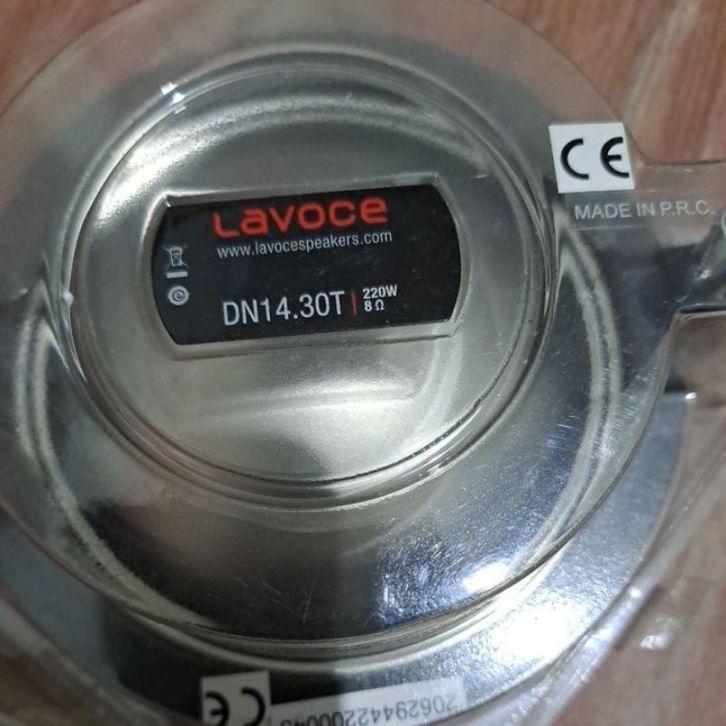 Lavoce
www.lavocespeakers.com
DN14.30T | 220W
8 Ω
CE
MADE IN P.R.C.
CE